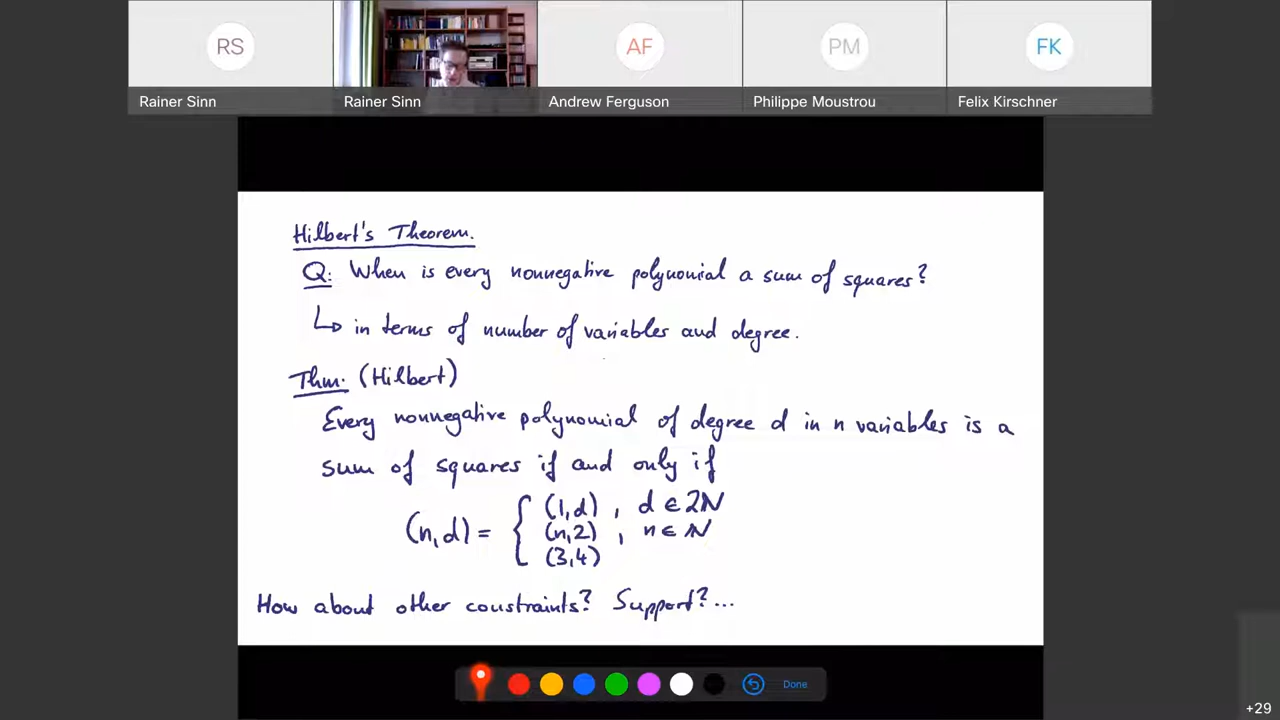 RS
AF
PM
FK
Rainer Sinn
Rainer Sinn
Andrew Ferguson
Philippe Moustrou
Felix Kirschner
Hilbert's Theorem.
Q: When is every nonnegative polynomial a sum of squares?
↳ in terms of number of variables and degree.
Thm. (Hilbert)
Every nonnegative polynomial of degree d in n variables is a
sum of squares if and only if
(n,d) = { (1,d) , d ∈ 2ℕ
(n,2) , n ∈ ℕ
(3,4)
How about other constraints? Support?...
Done
+29